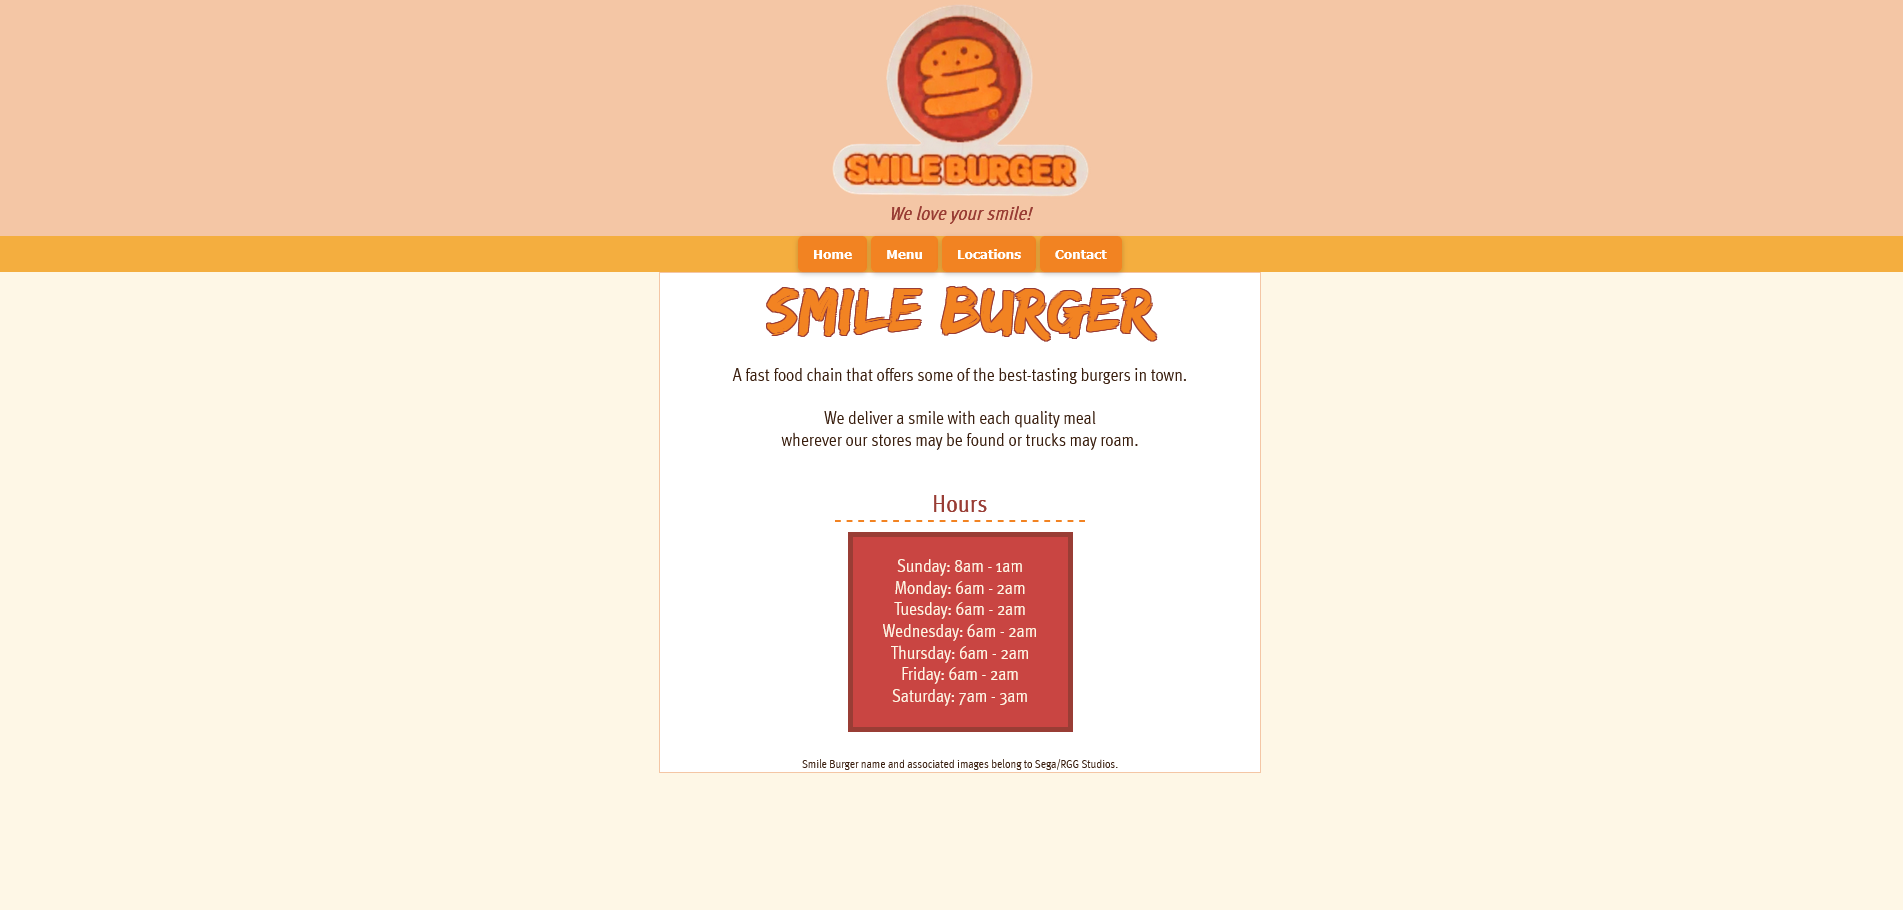 SMILE BURGER
We love your smile!
Home Menu Locations Contact
SMILE BURGER
A fast food chain that offers some of the best-tasting burgers in town.
We deliver a smile with each quality meal
wherever our stores may be found or trucks may roam.
Hours
Sunday: 8am - 1am
Monday: 6am - 2am
Tuesday: 6am - 2am
Wednesday: 6am - 2am
Thursday: 6am - 2am
Friday: 6am - 2am
Saturday: 7am - 3am
Smile Burger name and associated images belong to Sega/RGG Studios.